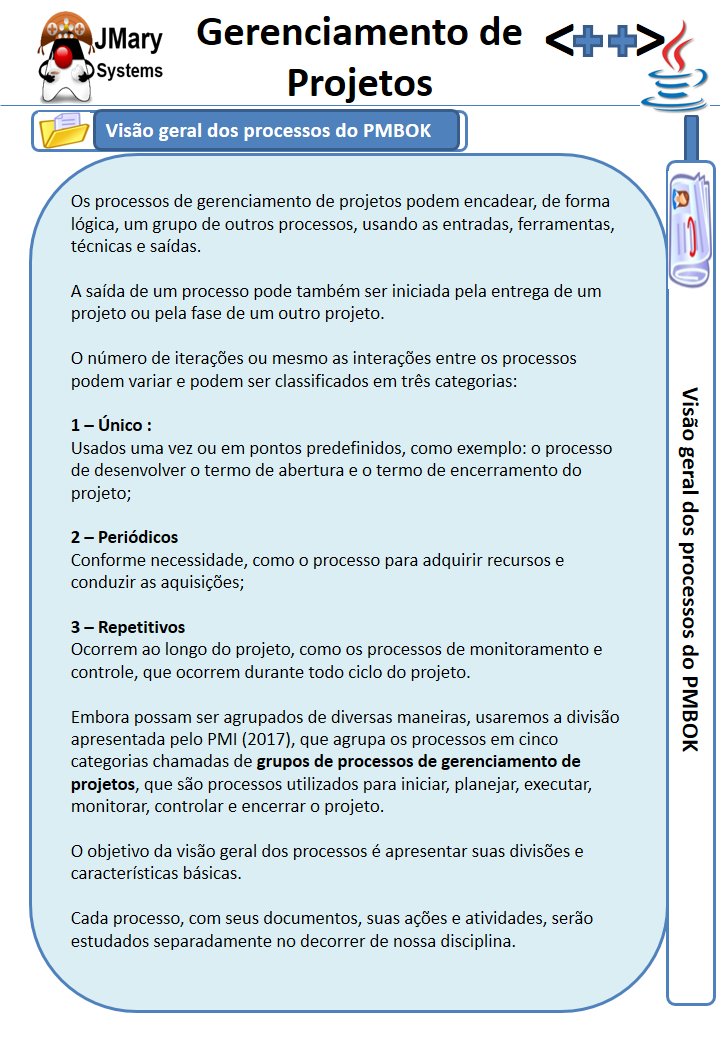 JMary
Systems
Gerenciamento de
Projetos
<++>
Visão geral dos processos do PMBOK
Os processos de gerenciamento de projetos podem encadear, de forma
lógica, um grupo de outros processos, usando as entradas, ferramentas,
técnicas e saídas.
A saída de um processo pode também ser iniciada pela entrega de um
projeto ou pela fase de um outro projeto.
O número de iterações ou mesmo as interações entre os processos
podem variar e podem ser classificados em três categorias:
1 – Único :
Usados uma vez ou em pontos predefinidos, como exemplo: o processo
de desenvolver o termo de abertura e o termo de encerramento do
projeto;
2 – Periódicos
Conforme necessidade, como o processo para adquirir recursos e
conduzir as aquisições;
3 – Repetitivos
Ocorrem ao longo do projeto, como os processos de monitoramento e
controle, que ocorrem durante todo ciclo do projeto.
Embora possam ser agrupados de diversas maneiras, usaremos a divisão
apresentada pelo PMI (2017), que agrupa os processos em cinco
categorias chamadas de grupos de processos de gerenciamento de
projetos, que são processos utilizados para iniciar, planejar, executar,
monitorar, controlar e encerrar o projeto.
O objetivo da visão geral dos processos é apresentar suas divisões e
características básicas.
Cada processo, com seus documentos, suas ações e atividades, serão
estudados separadamente no decorrer de nossa disciplina.
Visão geral dos processos do PMBOK